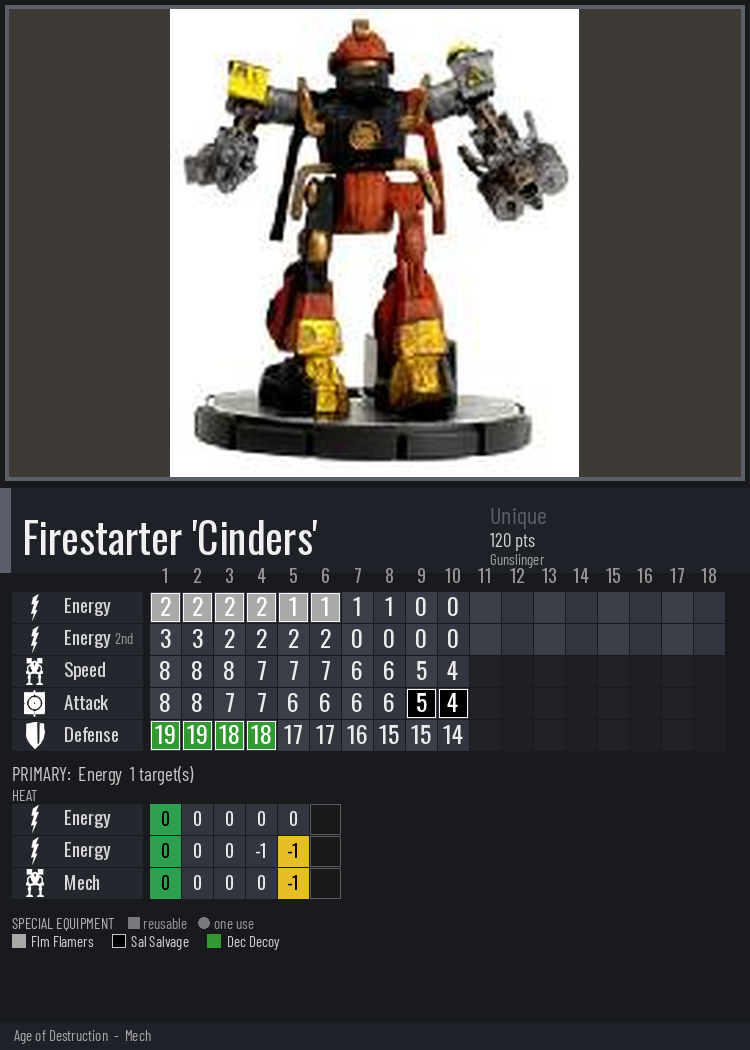 Firestarter 'Cinders'
Unique
120 pts
Gunslinger
1 2 3 4 5 6 7 8 9 10 11 12 13 14 15 16 17 18
Energy 2 2 2 2 1 1 1 1 0 0
Energy 2nd 3 3 2 2 2 2 0 0 0 0
Speed 8 8 8 7 7 7 6 6 5 4
Attack 8 8 7 7 6 6 6 6 5 4
Defense 19 19 18 18 17 17 16 15 15 14
PRIMARY: Energy 1 target(s)
HEAT
Energy 0 0 0 0 0
Energy 0 0 0 -1 -1
Mech 0 0 0 0 -1
SPECIAL EQUIPMENT reusable one use
Flm Flamers Sal Salvage Dec Decoy
Age of Destruction - Mech